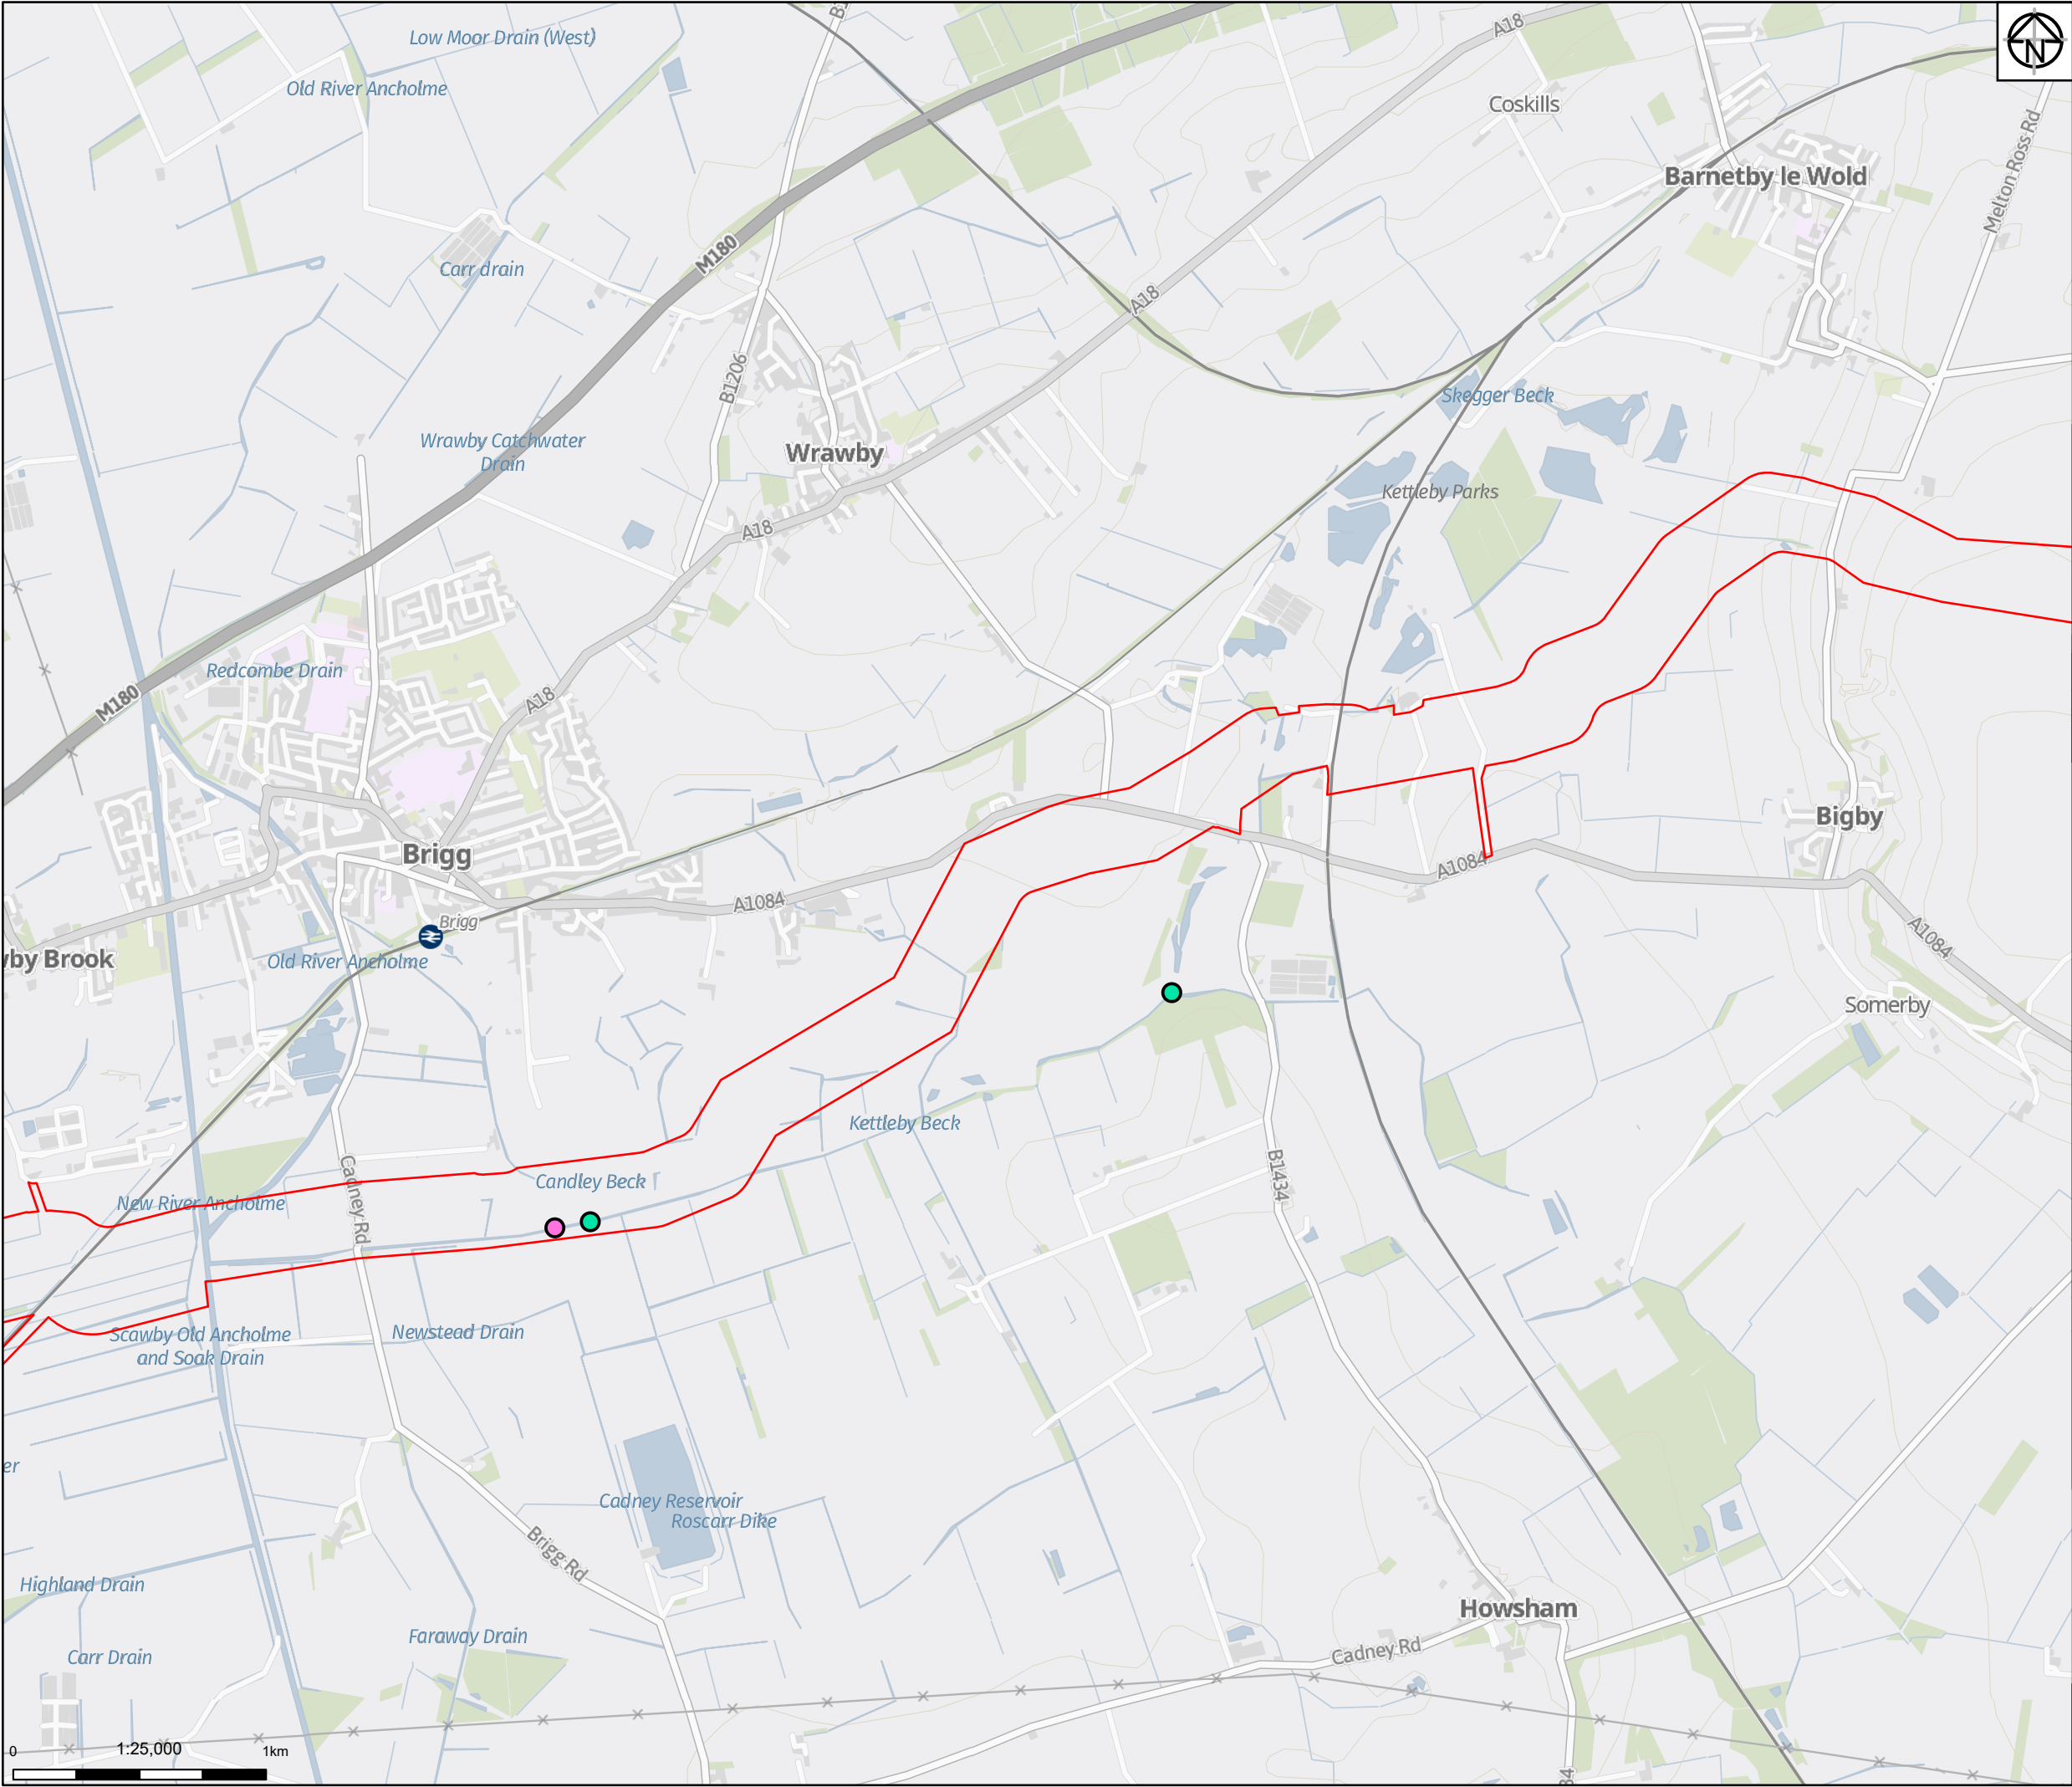 B1
A18
Low Moor Drain (West)
N
Old River Ancholme
Coskills
Melton Ross Rd
Barnetby le Wold
M180
Carr drain
A18
B1206
Skegger Beck
Wrawby Catchwater
Drain
Wrawby
Kettleby Parks
A18
Redcombe Drain
M180
A18
Bigby
Brigg
A1084
A1084
Brigg
A1084
wby Brook
Old River Ancholme
Somerby
Kettleby Beck
Cadney Rd
B1434
Candley Beck
New River Ancholme
Newstead Drain
Scawby Old Ancholme
and Soak Drain
er
Cadney Reservoir
Roscarr Dike
Brigg Rd
Highland Drain
Howsham
Faraway Drain
Cadney Rd
Carr Drain
0
1:25,000
1km
34